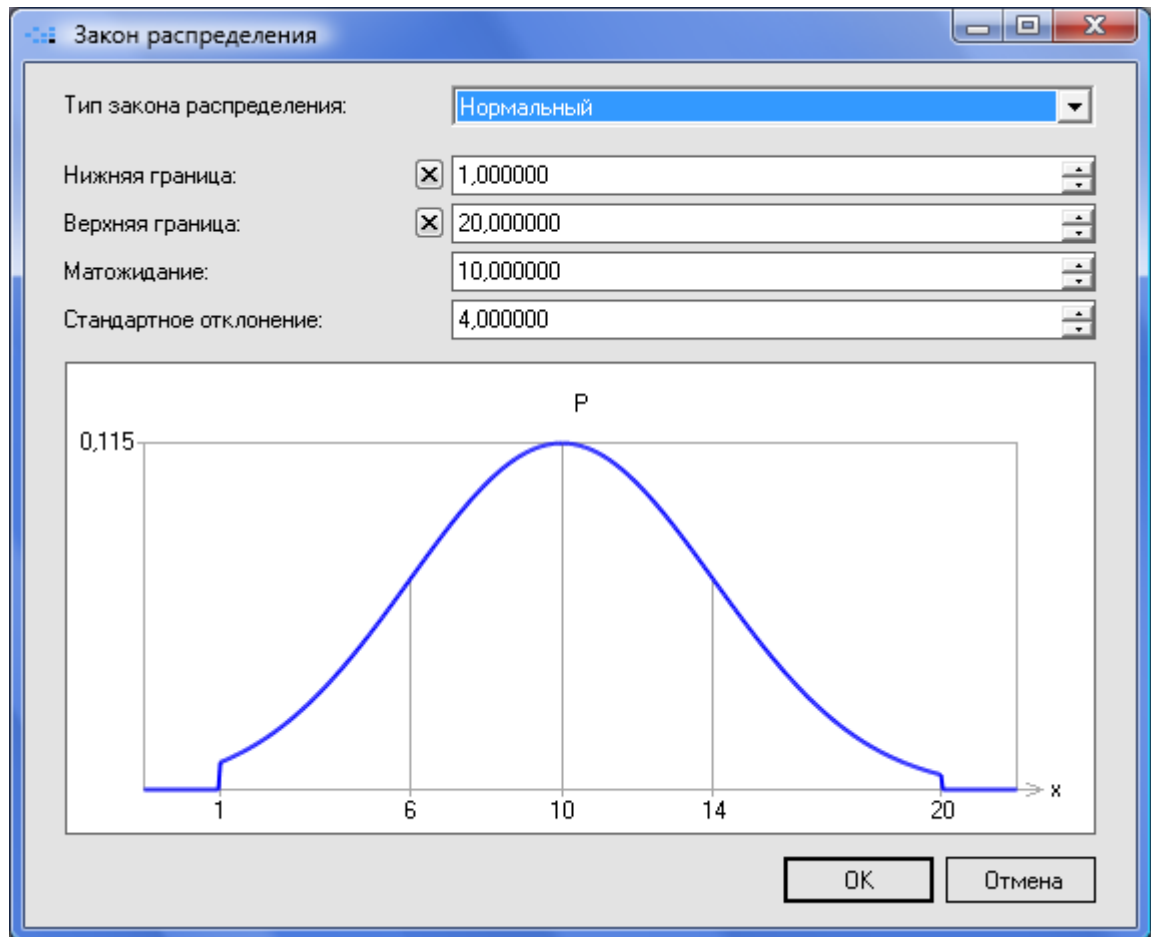 Закон распределения
Тип закона распределения: Нормальный
Нижняя граница: 1,000000
Верхняя граница: 20,000000
Матожидание: 10,000000
Стандартное отклонение: 4,000000
P
0,115
x
1 6 10 14 20
OK Отмена